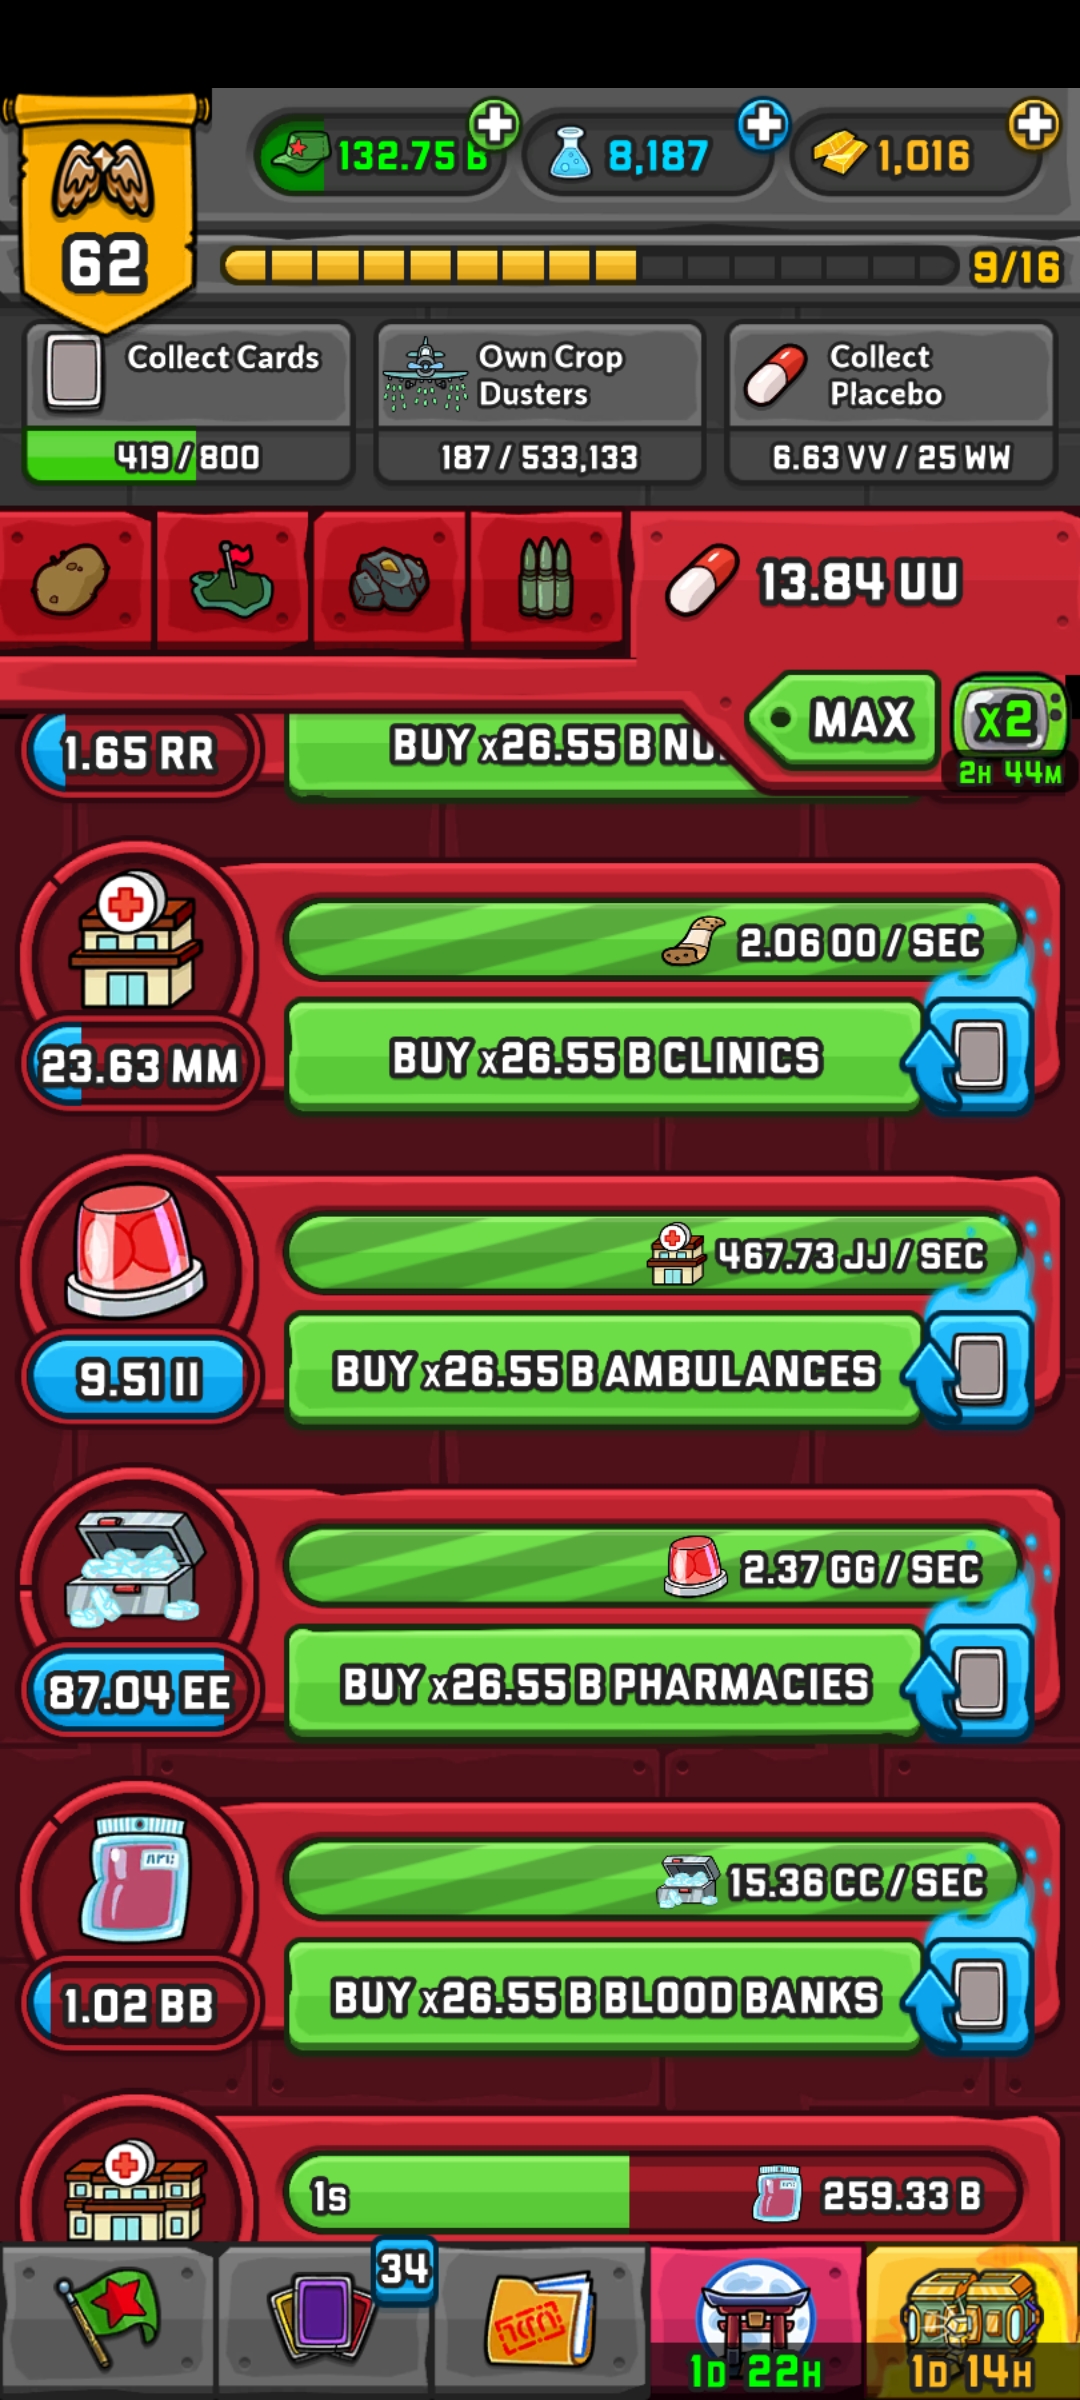 132.75 B
8,187
1,016
62
9/16
Collect Cards
419 / 800
Own Crop
Dusters
187 / 533,133
Collect
Placebo
6.63 VV / 25 WW
13.84 UU
MAX
x2
2H 44M
1.65 RR
BUY x26.55 B NU
2.06 OO / SEC
23.63 MM
BUY x26.55 B CLINICS
467.73 JJ / SEC
9.51 II
BUY x26.55 B AMBULANCES
2.37 GG / SEC
87.04 EE
BUY x26.55 B PHARMACIES
15.36 CC / SEC
1.02 BB
BUY x26.55 B BLOOD BANKS
1s
259.33 B
34
1D 22H
1D 14H